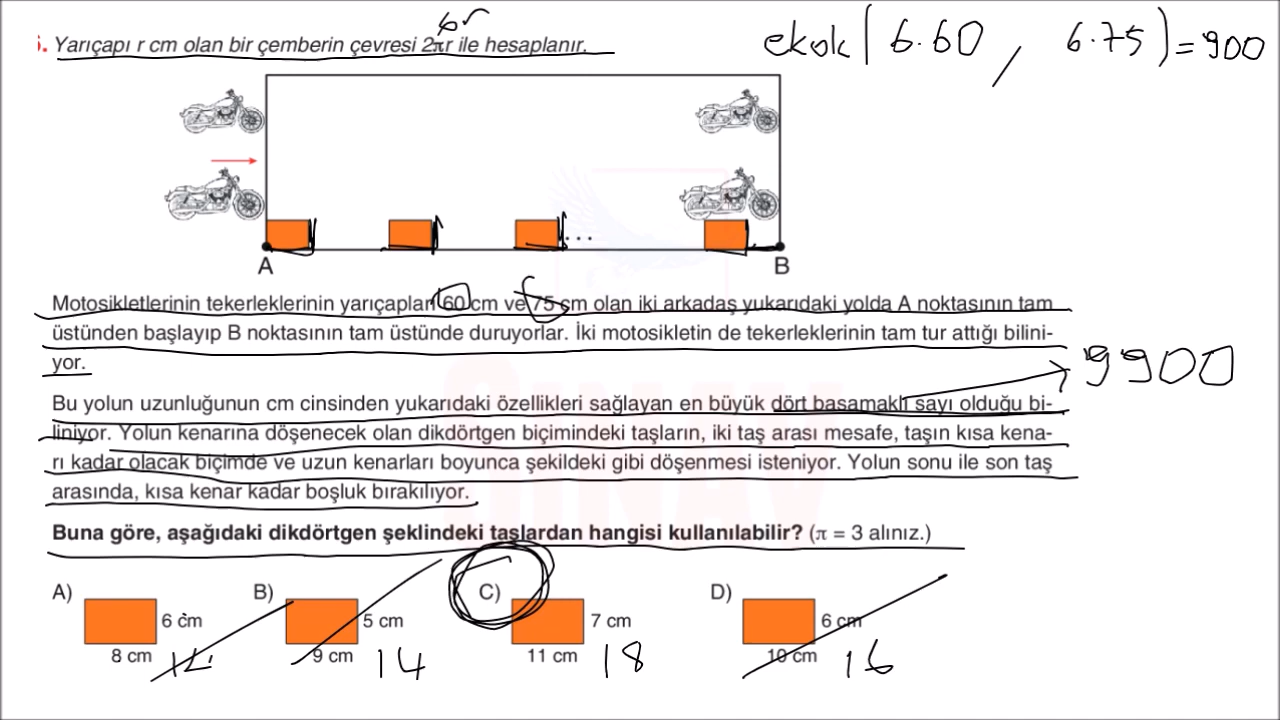 6r
Yarıçapı r cm olan bir çemberin çevresi 2πr ile hesaplanır.
ekok( 6.60 , 6.75 ) = 900
A
B
...
Motosikletlerinin tekerleklerinin yarıçapları 60 cm ve 75 cm olan iki arkadaş yukarıdaki yolda A noktasının tam
üstünden başlayıp B noktasının tam üstünde duruyorlar. İki motosikletin de tekerleklerinin tam tur attığı bilini-
yor.
9900
Bu yolun uzunluğunun cm cinsinden yukarıdaki özellikleri sağlayan en büyük dört basamaklı sayı olduğu bi-
liniyor. Yolun kenarına döşenecek olan dikdörtgen biçimindeki taşların, iki taş arası mesafe, taşın kısa kena-
rı kadar olacak biçimde ve uzun kenarları boyunca şekildeki gibi döşenmesi isteniyor. Yolun sonu ile son taş
arasında, kısa kenar kadar boşluk bırakılıyor.
Buna göre, aşağıdaki dikdörtgen şeklindeki taşlardan hangisi kullanılabilir? (π = 3 alınız.)
A) 6 cm
8 cm 14
B) 5 cm
9 cm 14
C) 7 cm
11 cm 18
D) 6 cm
10 cm 16
SINAV